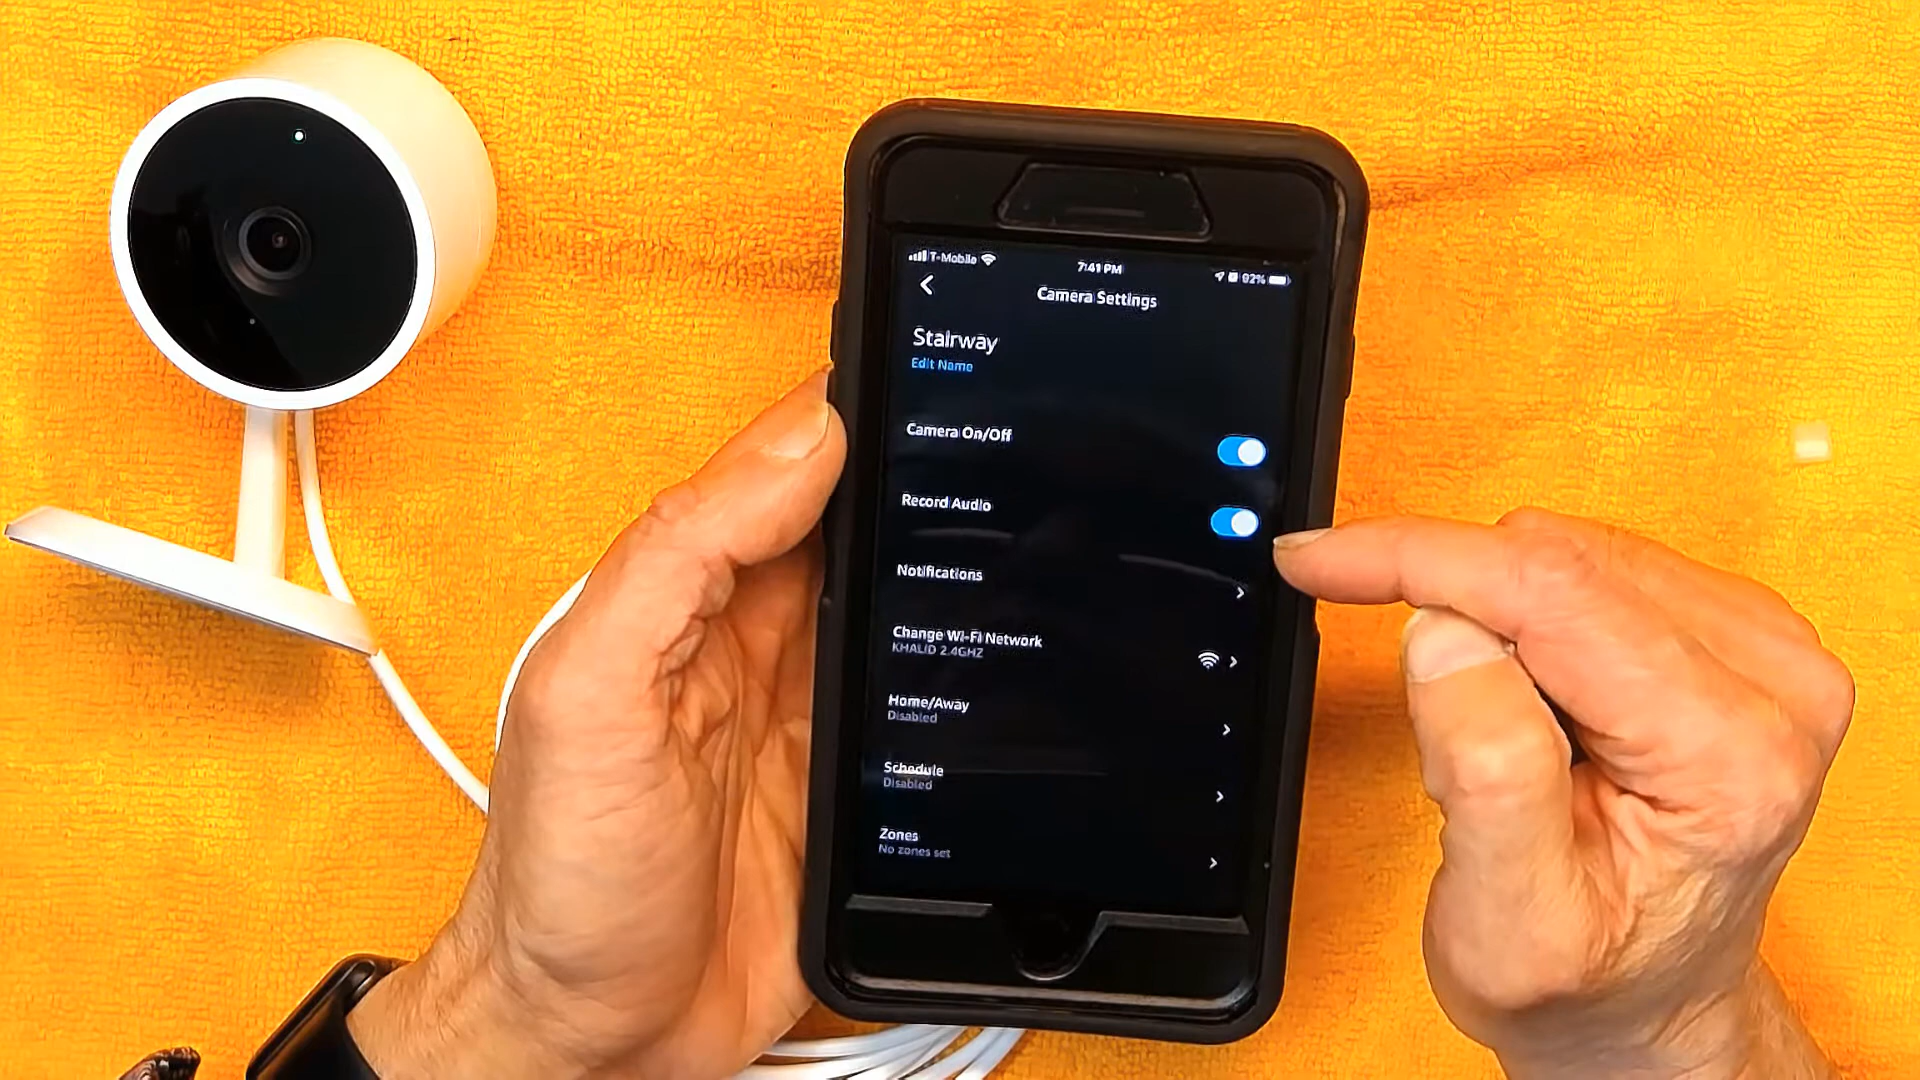 T-Mobile 7:41 PM 92%
Camera Settings
Stairway
Edit Name
Camera On/Off
Record Audio
Notifications
Change Wi-Fi Network
KHALID 2.4GHZ
Home/Away
Disabled
Schedule
Disabled
Zones
No zones set